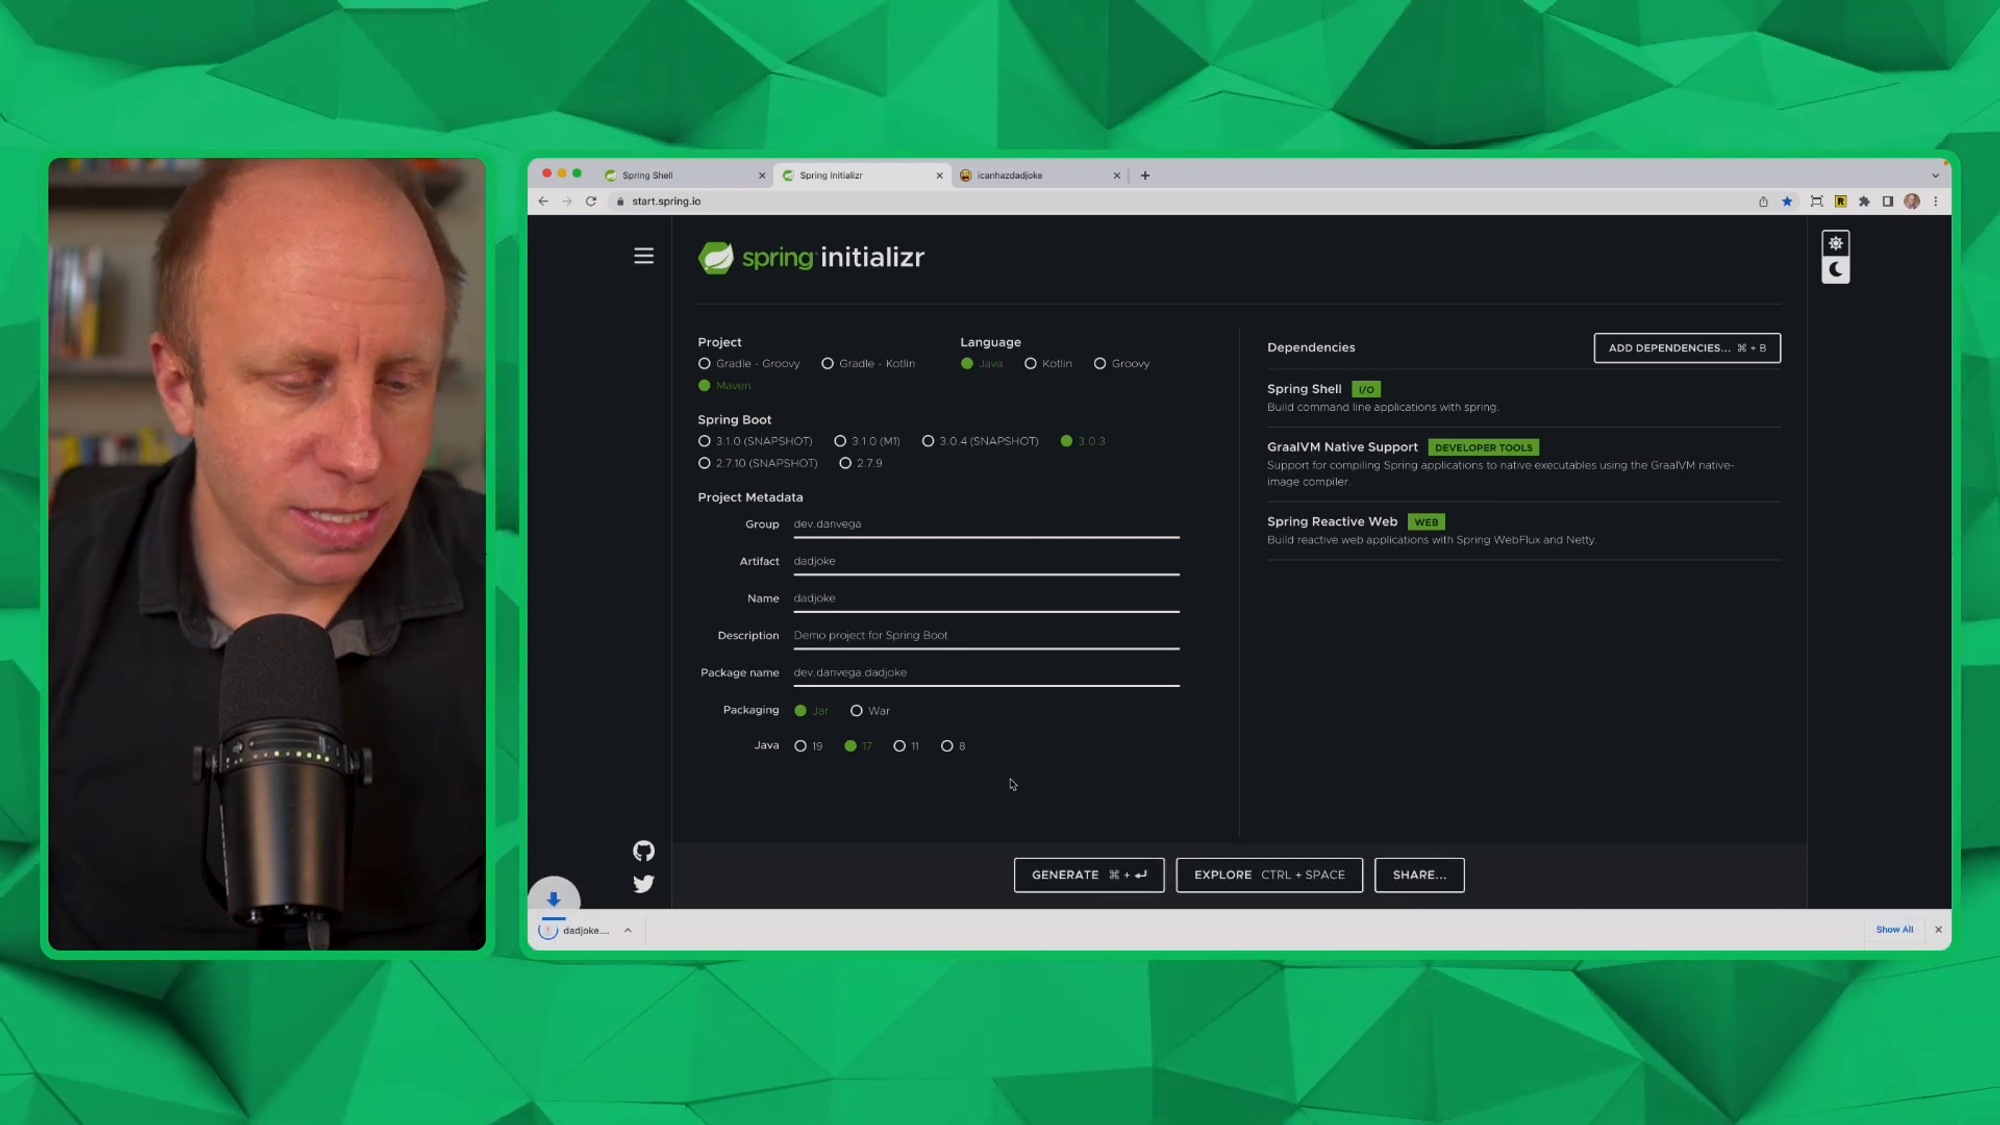 Spring Shell
Spring Initializr
icanhazdadjoke
start.spring.io
R
spring initializr
Project
Gradle - Groovy
Gradle - Kotlin
Maven
Language
Java
Kotlin
Groovy
Spring Boot
3.1.0 (SNAPSHOT)
3.1.0 (M1)
3.0.4 (SNAPSHOT)
3.0.3
2.7.10 (SNAPSHOT)
2.7.9
Project Metadata
Group dev.danvega
Artifact dadjoke
Name dadjoke
Description Demo project for Spring Boot
Package name dev.danvega.dadjoke
Packaging Jar War
Java 19 17 11 8
Dependencies
ADD DEPENDENCIES... ⌘ + B
Spring Shell I/O
Build command line applications with spring.
GraalVM Native Support DEVELOPER TOOLS
Support for compiling Spring applications to native executables using the GraalVM native-
image compiler.
Spring Reactive Web WEB
Build reactive web applications with Spring WebFlux and Netty.
GENERATE ⌘ + ↵
EXPLORE CTRL + SPACE
SHARE...
dadjoke....
Show All